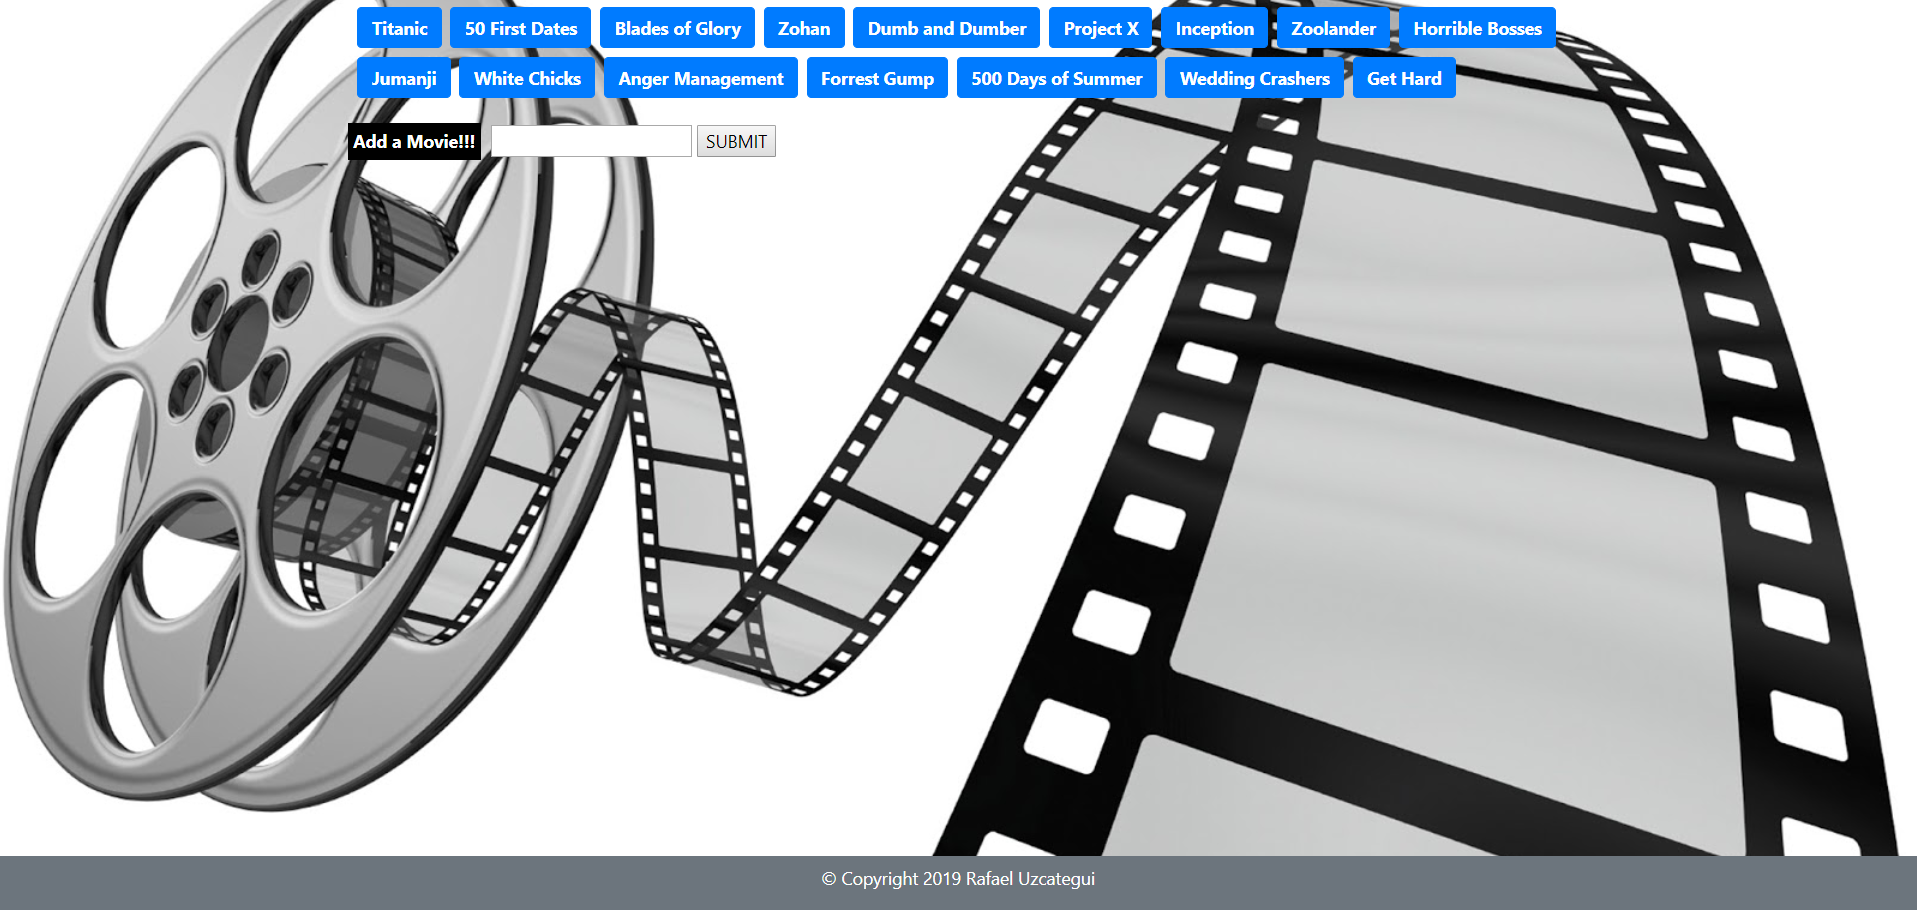 Titanic 50 First Dates Blades of Glory Zohan Dumb and Dumber Project X Inception Zoolander Horrible Bosses
Jumanji White Chicks Anger Management Forrest Gump 500 Days of Summer Wedding Crashers Get Hard
Add a Movie!!! SUBMIT
© Copyright 2019 Rafael Uzcategui